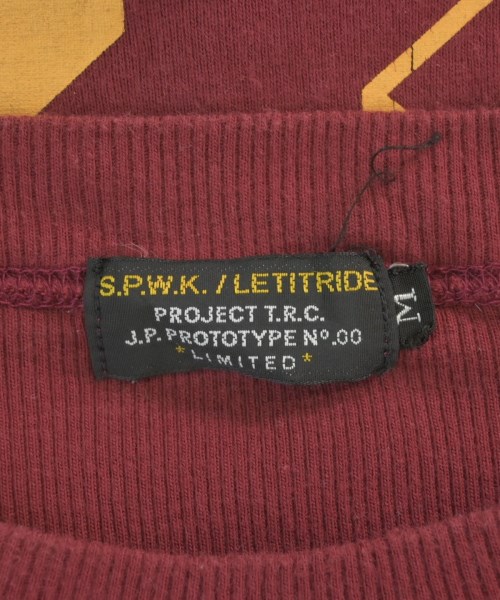 S.P.W.K. / LETITRIDE
PROJECT T.R.C.
J.P. PROTOTYPE Nº.00
*LIMITED*
M